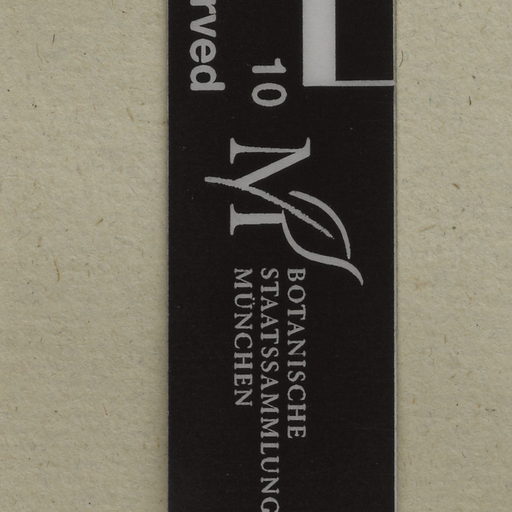 rved
10
M
BOTANISCHE
STAATSSAMMLUNG
MÜNCHEN